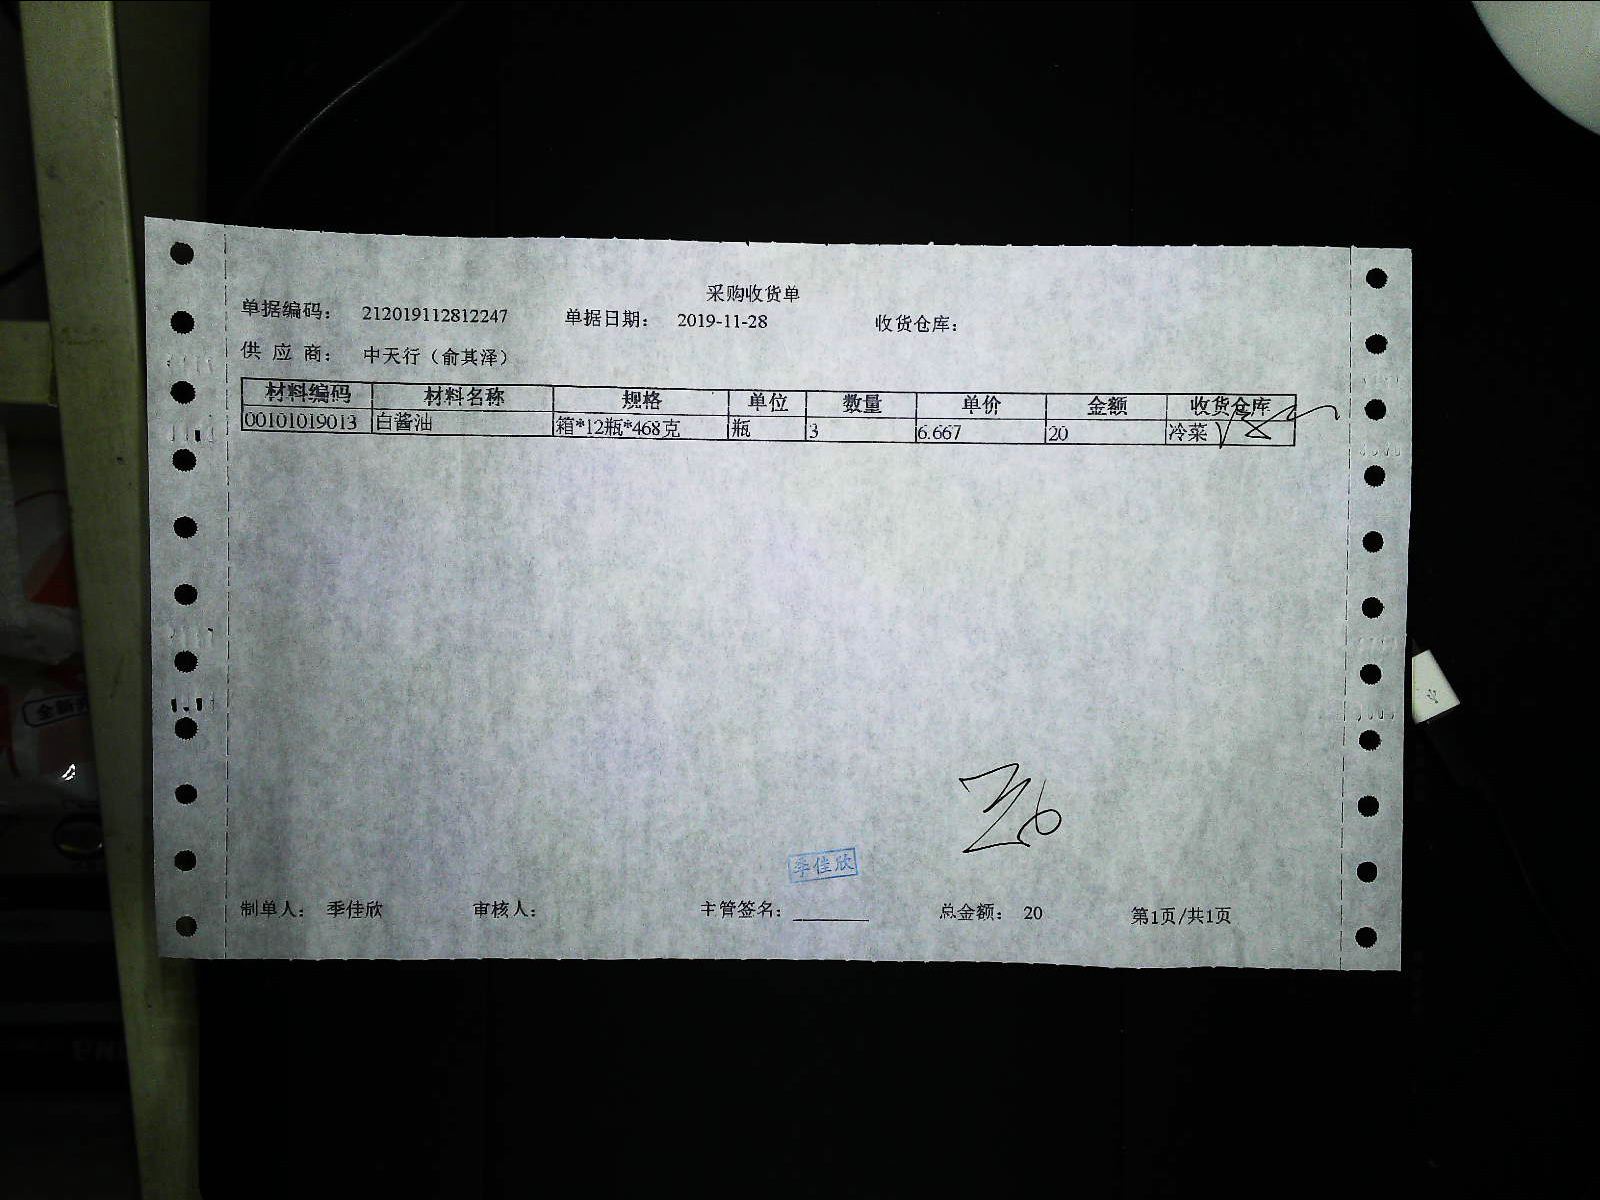 采购收货单
单据编码： 212019112812247 单据日期： 2019-11-28 收货仓库：
供 应 商： 中天行（俞其泽）
材料编码 材料名称 规格 单位 数量 单价 金额 收货仓库
00101019013 白酱油 箱*12瓶*468克 瓶 3 6.667 20 冷菜
季佳欣
制单人： 季佳欣 审核人： 主管签名： 总金额： 20 第1页/共1页